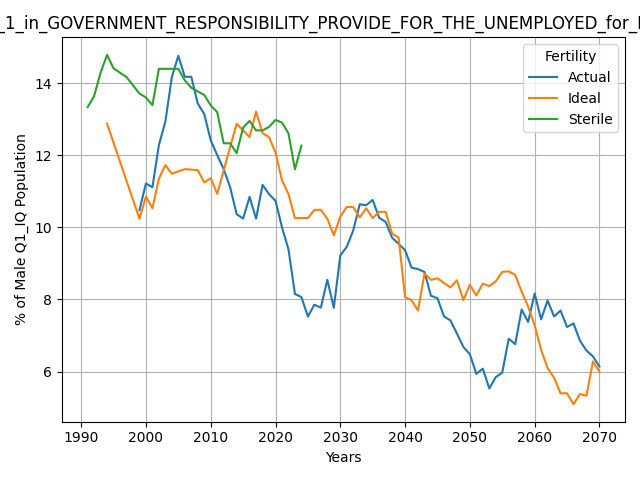 _1_in_GOVERNMENT_RESPONSIBILITY_PROVIDE_FOR_THE_UNEMPLOYED_for_
Fertility
Actual
Ideal
Sterile
% of Male Q1_IQ Population
14
12
10
8
6
1990 2000 2010 2020 2030 2040 2050 2060 2070
Years